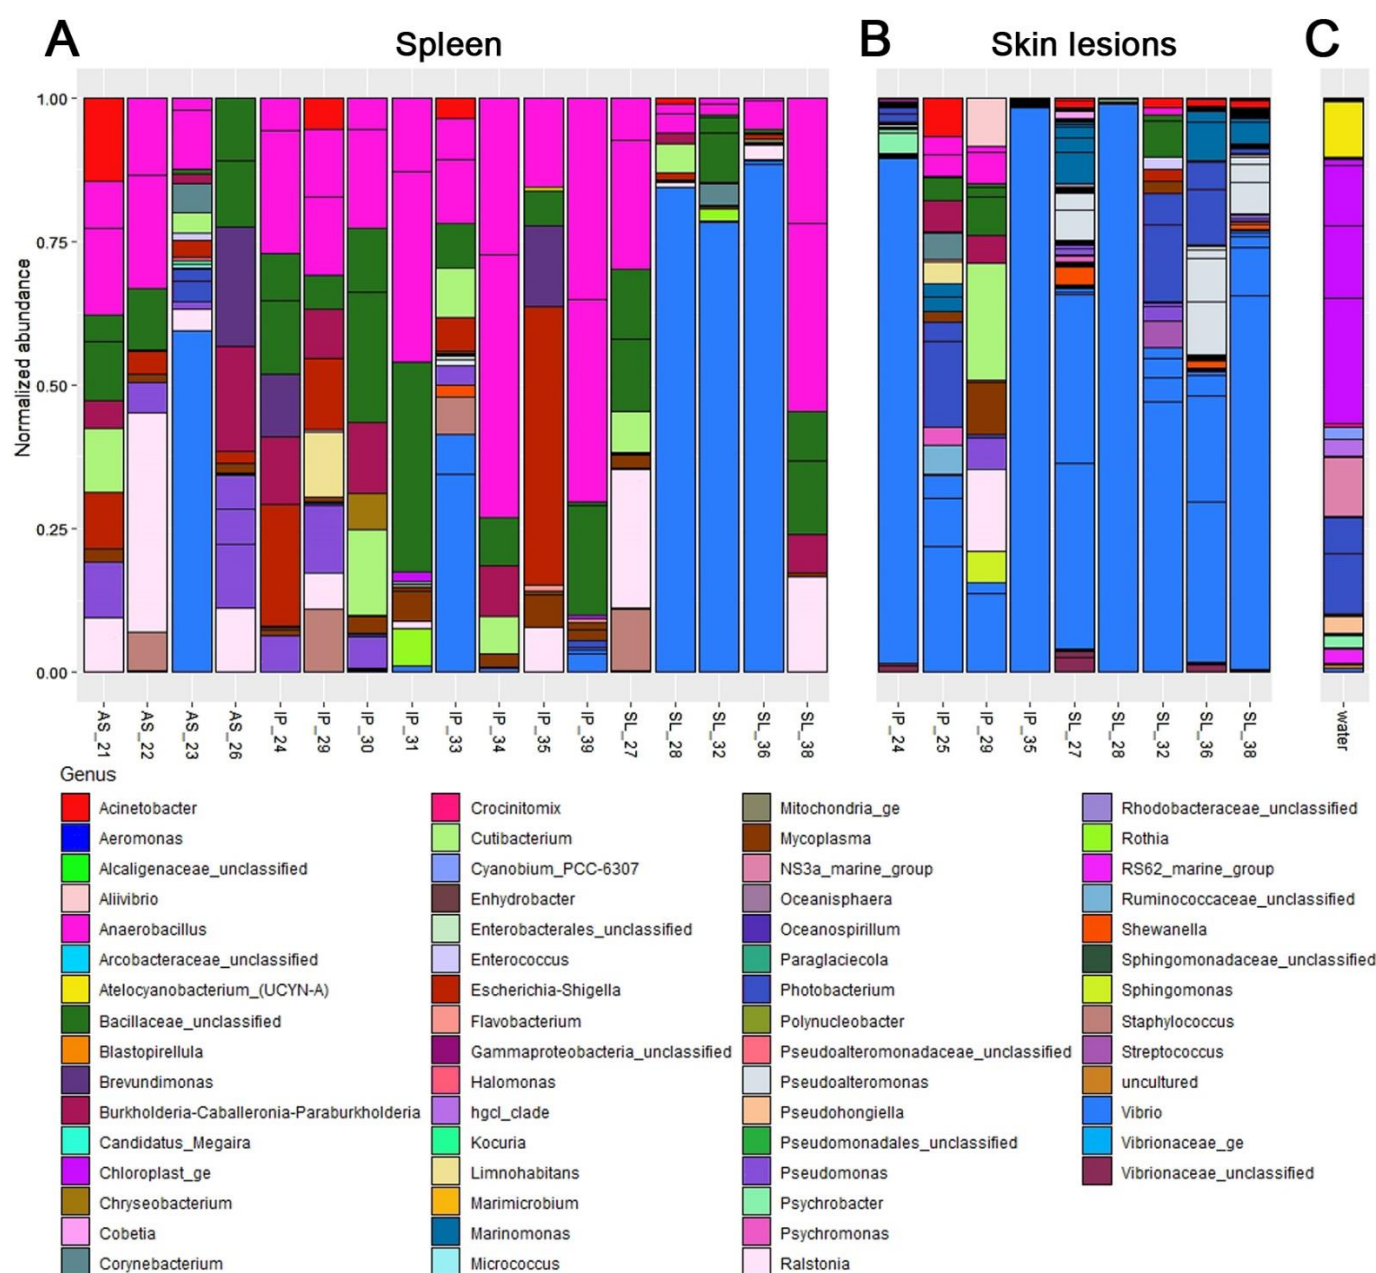 A
Spleen
B
Skin lesions
C
Normalized abundance
1.00
0.75
0.50
0.25
0.00
AS_21
AS_22
AS_23
AS_26
IP_24
IP_29
IP_30
IP_31
IP_33
IP_34
IP_35
IP_39
SL_27
SL_28
SL_32
SL_36
SL_38
IP_24
IP_25
IP_29
IP_35
SL_27
SL_28
SL_32
SL_36
SL_38
water
Genus
Acinetobacter
Aeromonas
Alcaligenaceae_unclassified
Aliivibrio
Anaerobacillus
Arcobacteraceae_unclassified
Atelocyanobacterium_(UCYN-A)
Bacillaceae_unclassified
Blastopirellula
Brevundimonas
Burkholderia-Caballeronia-Paraburkholderia
Candidatus_Megaira
Chloroplast_ge
Chryseobacterium
Cobetia
Corynebacterium
Crocinitomix
Cutibacterium
Cyanobium_PCC-6307
Enhydrobacter
Enterobacterales_unclassified
Enterococcus
Escherichia-Shigella
Flavobacterium
Gammaproteobacteria_unclassified
Halomonas
hgcl_clade
Kocuria
Limnohabitans
Marimicrobium
Marinomonas
Micrococcus
Mitochondria_ge
Mycoplasma
NS3a_marine_group
Oceanisphaera
Oceanospirillum
Paraglaciecola
Photobacterium
Polynucleobacter
Pseudoalteromonadaceae_unclassified
Pseudoalteromonas
Pseudohongiella
Pseudomonadales_unclassified
Pseudomonas
Psychrobacter
Psychromonas
Ralstonia
Rhodobacteraceae_unclassified
Rothia
RS62_marine_group
Ruminococcaceae_unclassified
Shewanella
Sphingomonadaceae_unclassified
Sphingomonas
Staphylococcus
Streptococcus
uncultured
Vibrio
Vibrionaceae_ge
Vibrionaceae_unclassified